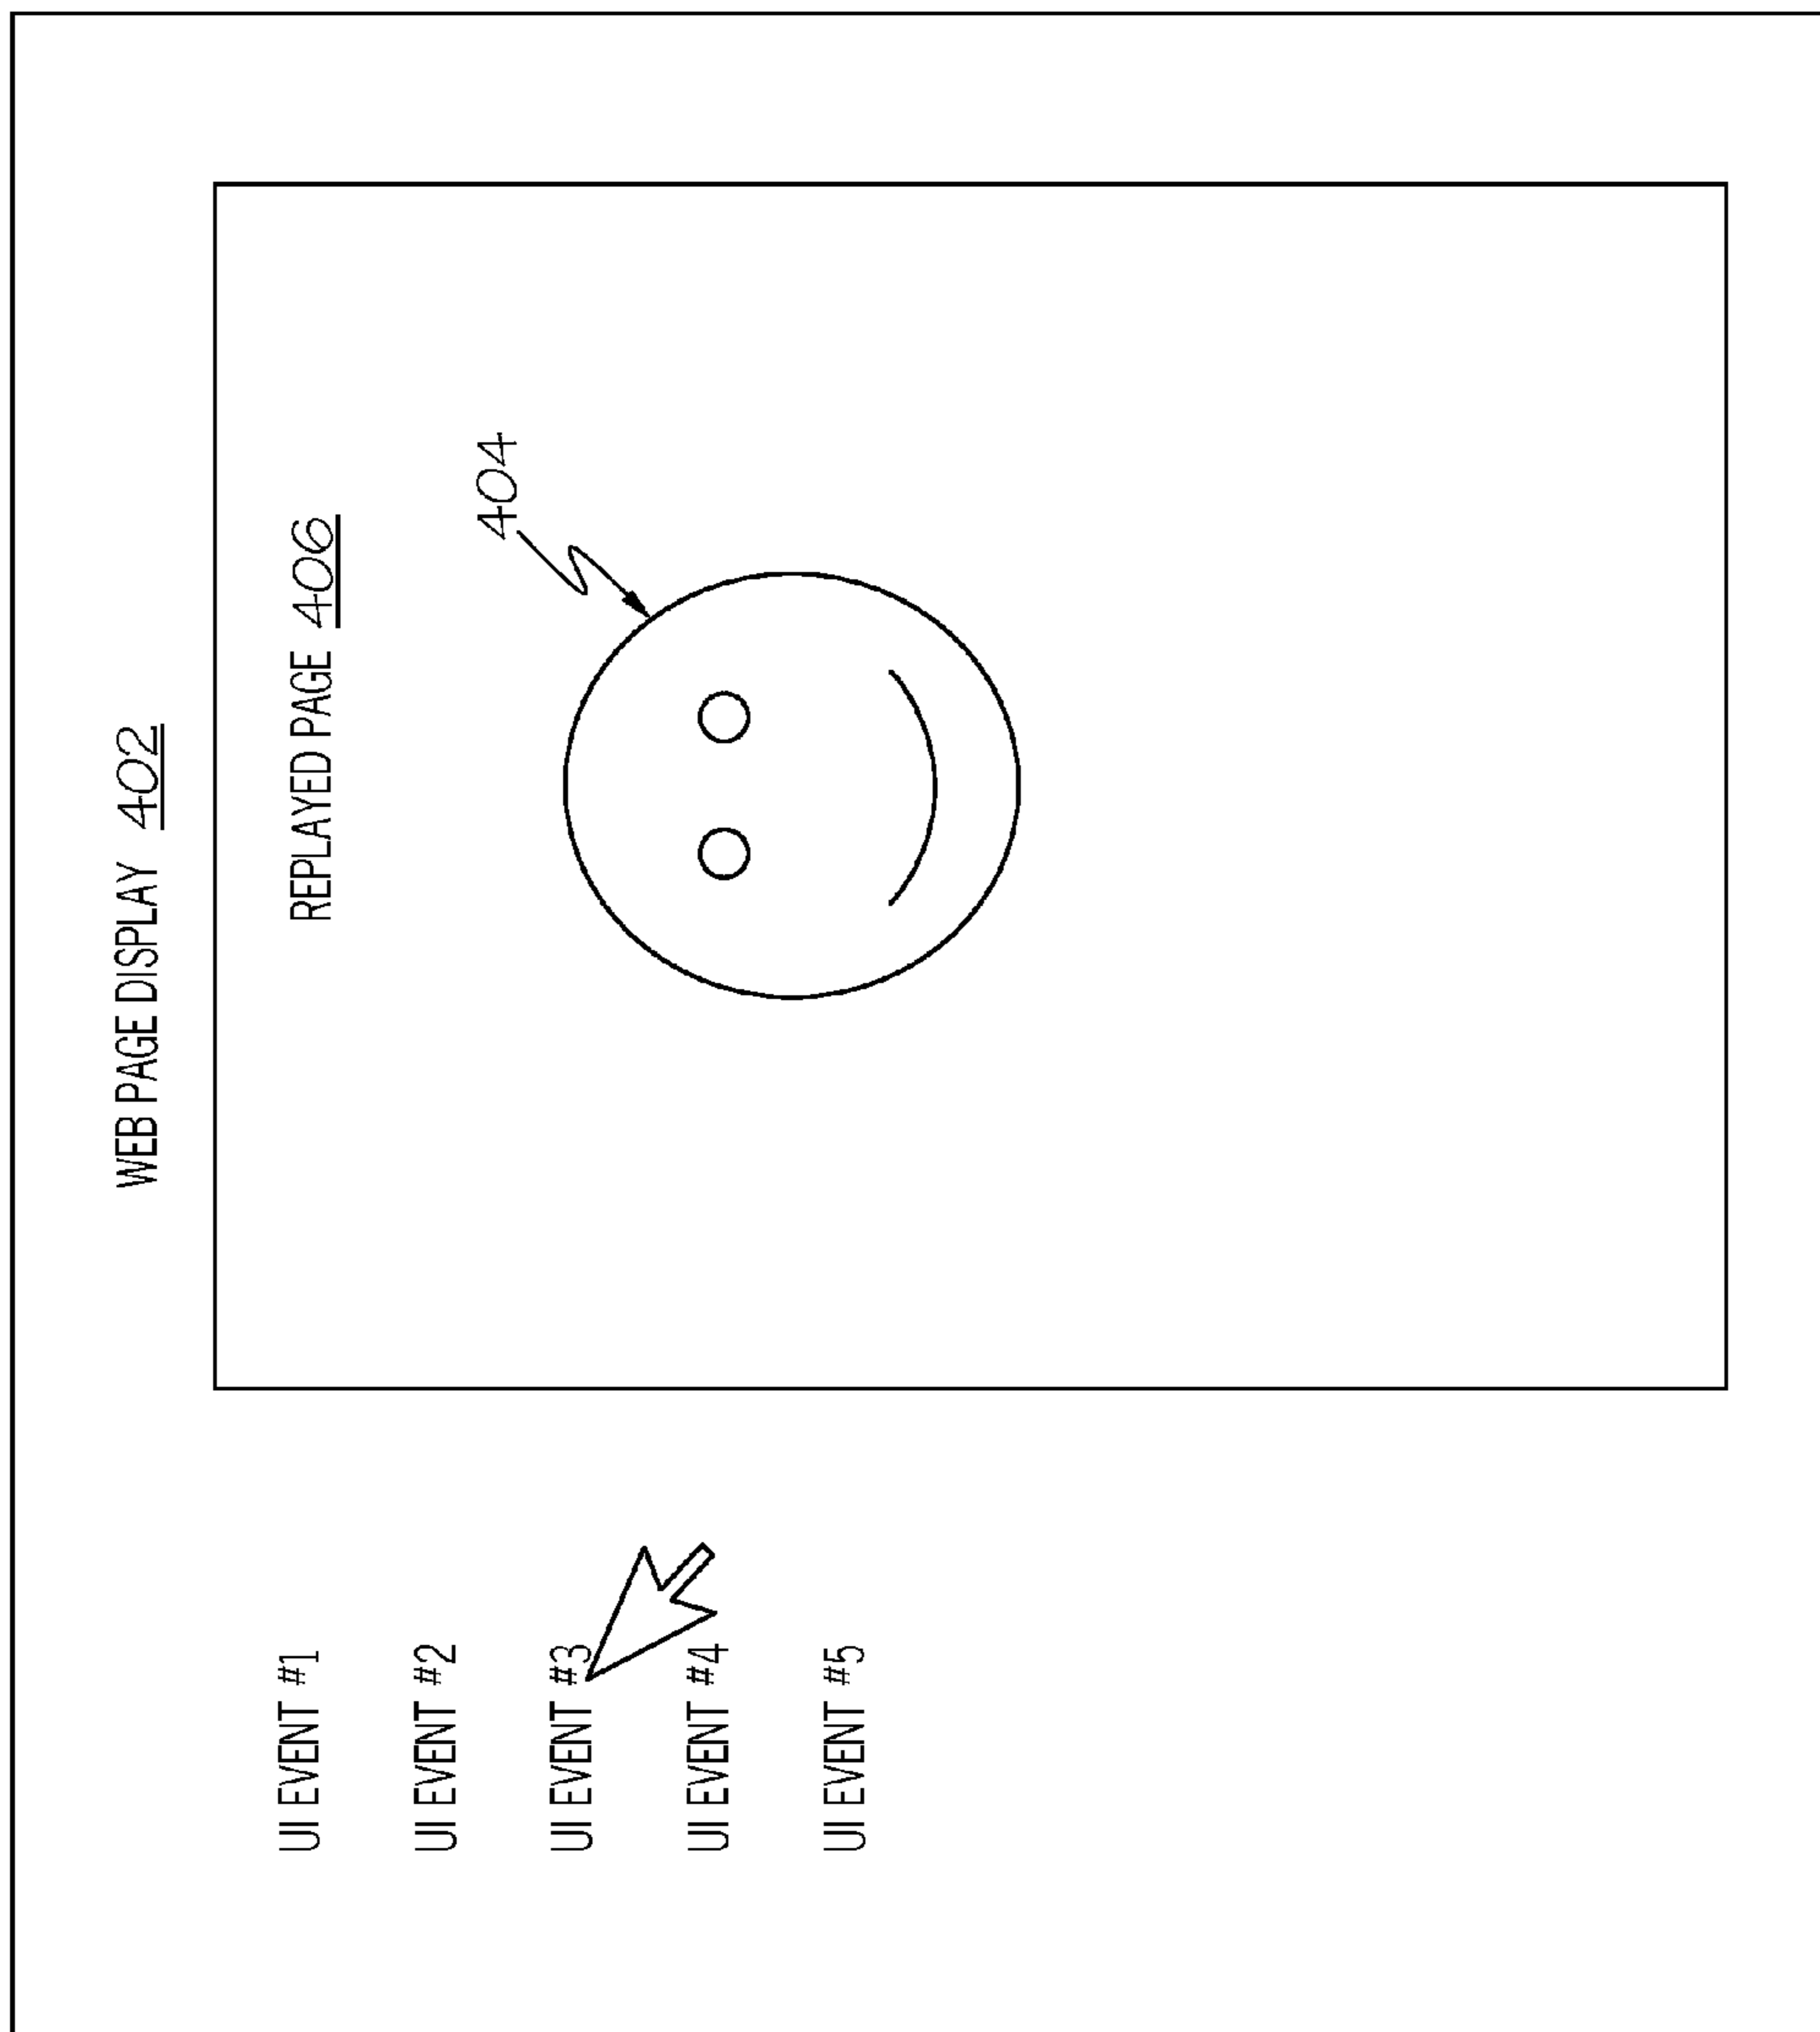 WEB PAGE DISPLAY 402
REPLAYED PAGE 406
404
UI EVENT #1
UI EVENT #2
UI EVENT #3
UI EVENT #4
UI EVENT #5